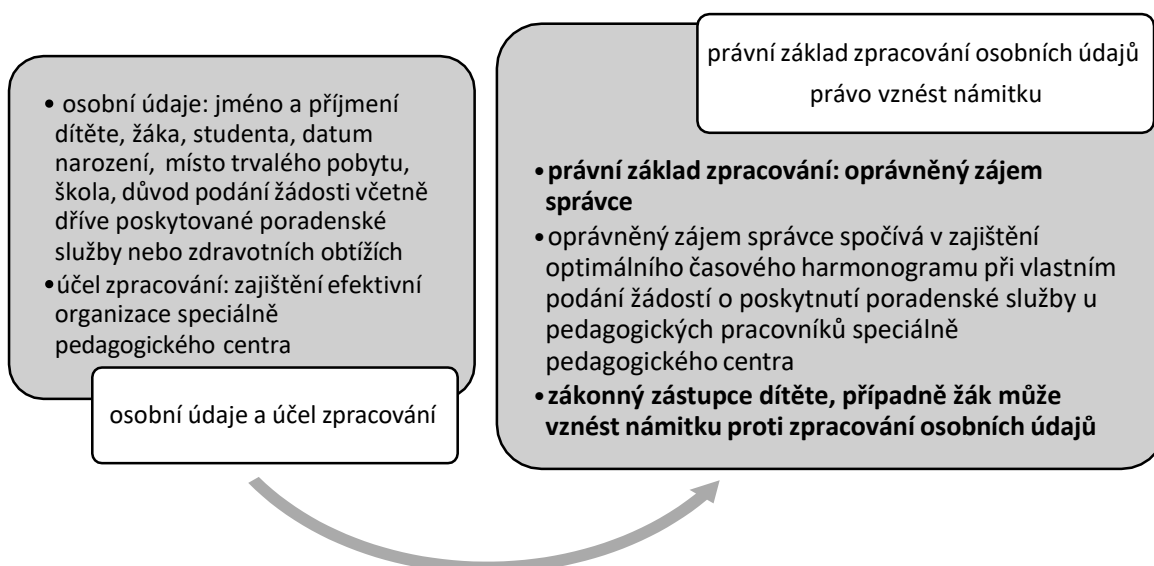 • osobní údaje: jméno a příjmení
dítěte, žáka, studenta, datum
narození, místo trvalého pobytu,
škola, důvod podání žádosti včetně
dříve poskytované poradenské
služby nebo zdravotních obtížích
•účel zpracování: zajištění efektivní
organizace speciálně
pedagogického centra
osobní údaje a účel zpracování
právní základ zpracování osobních údajů
právo vznést námitku
•právní základ zpracování: oprávněný zájem
správce
•oprávněný zájem správce spočívá v zajištění
optimálního časového harmonogramu při vlastním
podání žádostí o poskytnutí poradenské služby u
pedagogických pracovníků speciálně
pedagogického centra
•zákonný zástupce dítěte, případně žák může
vznést námitku proti zpracování osobních údajů